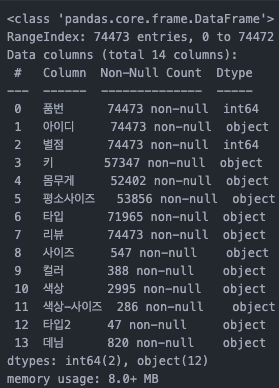 <class 'pandas.core.frame.DataFrame'>
RangeIndex: 74473 entries, 0 to 74472
Data columns (total 14 columns):
 #   Column   Non-Null Count  Dtype
---  ------   --------------  -----
 0   품번       74473 non-null  int64
 1   아이디      74473 non-null  object
 2   별점       74473 non-null  int64
 3   키        57347 non-null  object
 4   몸무게      52402 non-null  object
 5   평소사이즈    53856 non-null  object
 6   타입       71965 non-null  object
 7   리뷰       74473 non-null  object
 8   사이즈      547 non-null    object
 9   컬러       388 non-null    object
 10  색상       2995 non-null   object
 11  색상-사이즈   286 non-null    object
 12  타입2      47 non-null     object
 13  데님       820 non-null    object
dtypes: int64(2), object(12)
memory usage: 8.0+ MB